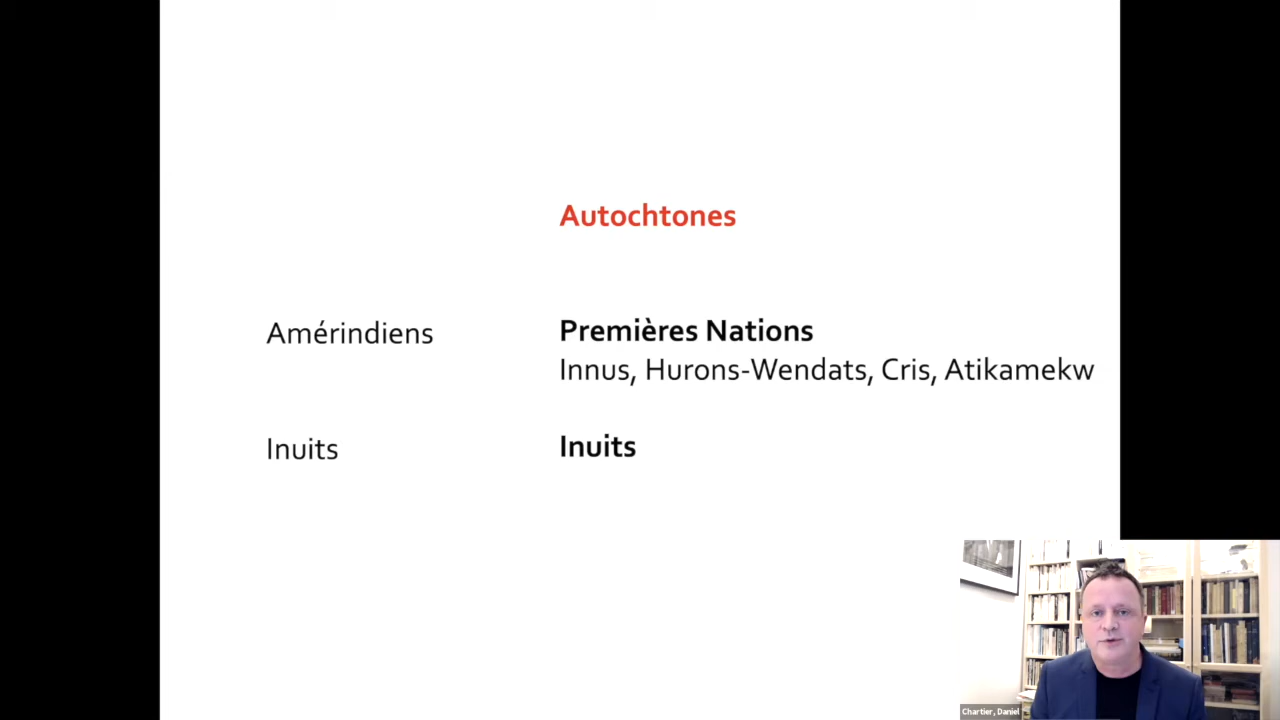 Autochtones
Amérindiens
Premières Nations
Innus, Hurons-Wendats, Cris, Atikamekw
Inuits
Inuits
Chartier, Daniel